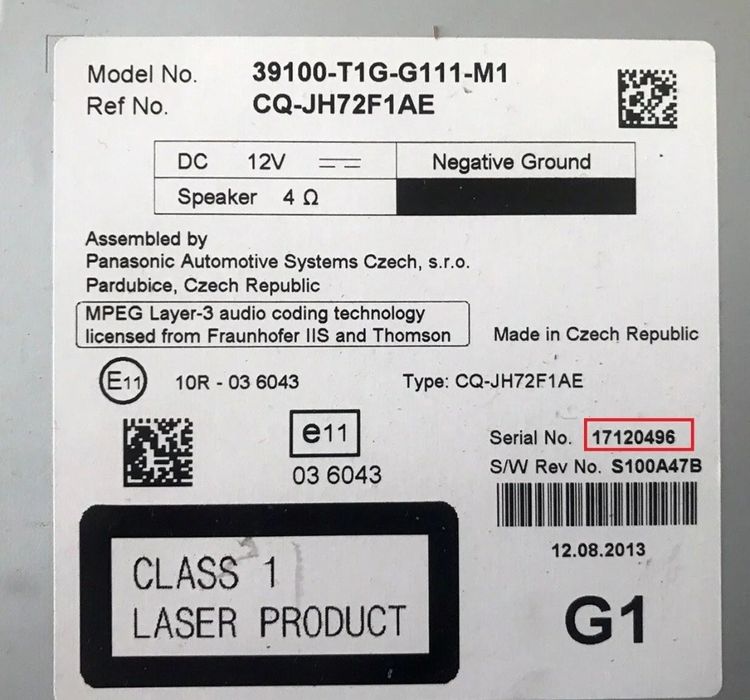 Model No. 39100-T1G-G111-M1
Ref No. CQ-JH72F1AE
DC 12V Negative Ground
Speaker 4 Ω
Assembled by
Panasonic Automotive Systems Czech, s.r.o.
Pardubice, Czech Republic
MPEG Layer-3 audio coding technology
licensed from Fraunhofer IIS and Thomson
Made in Czech Republic
E11 10R - 03 6043 Type: CQ-JH72F1AE
e11
03 6043
Serial No. 17120496
S/W Rev No. S100A47B
12.08.2013
G1
CLASS 1
LASER PRODUCT